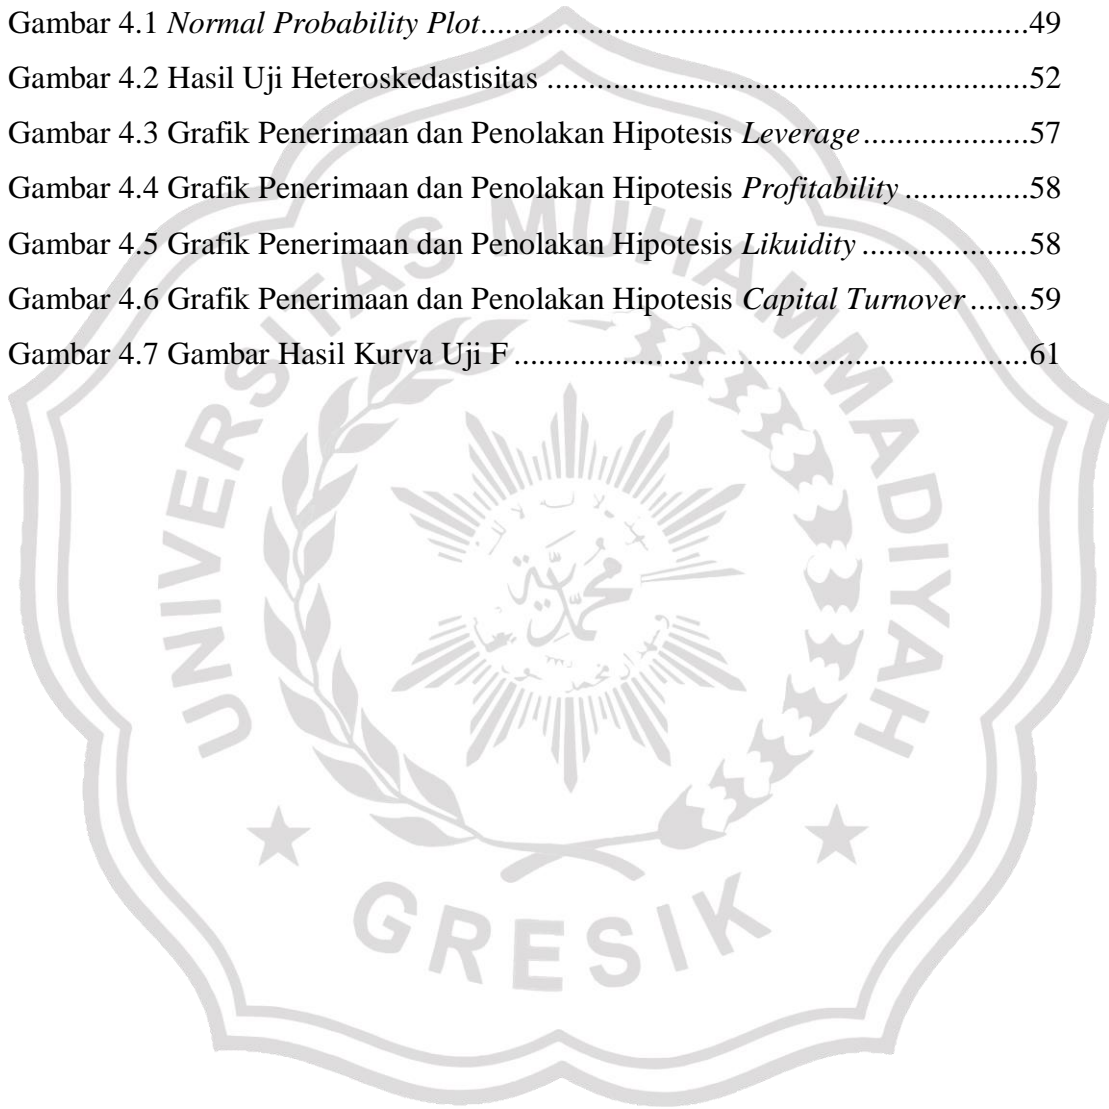 Gambar 4.1 Normal Probability Plot...................................................................49
Gambar 4.2 Hasil Uji Heteroskedastisitas ...........................................................52
Gambar 4.3 Grafik Penerimaan dan Penolakan Hipotesis Leverage....................57
Gambar 4.4 Grafik Penerimaan dan Penolakan Hipotesis Profitability ...............58
Gambar 4.5 Grafik Penerimaan dan Penolakan Hipotesis Likuidity ....................58
Gambar 4.6 Grafik Penerimaan dan Penolakan Hipotesis Capital Turnover.......59
Gambar 4.7 Gambar Hasil Kurva Uji F...............................................................61
UNIVERSITAS MUHAMMADIYAH
محمدية
GRESIK